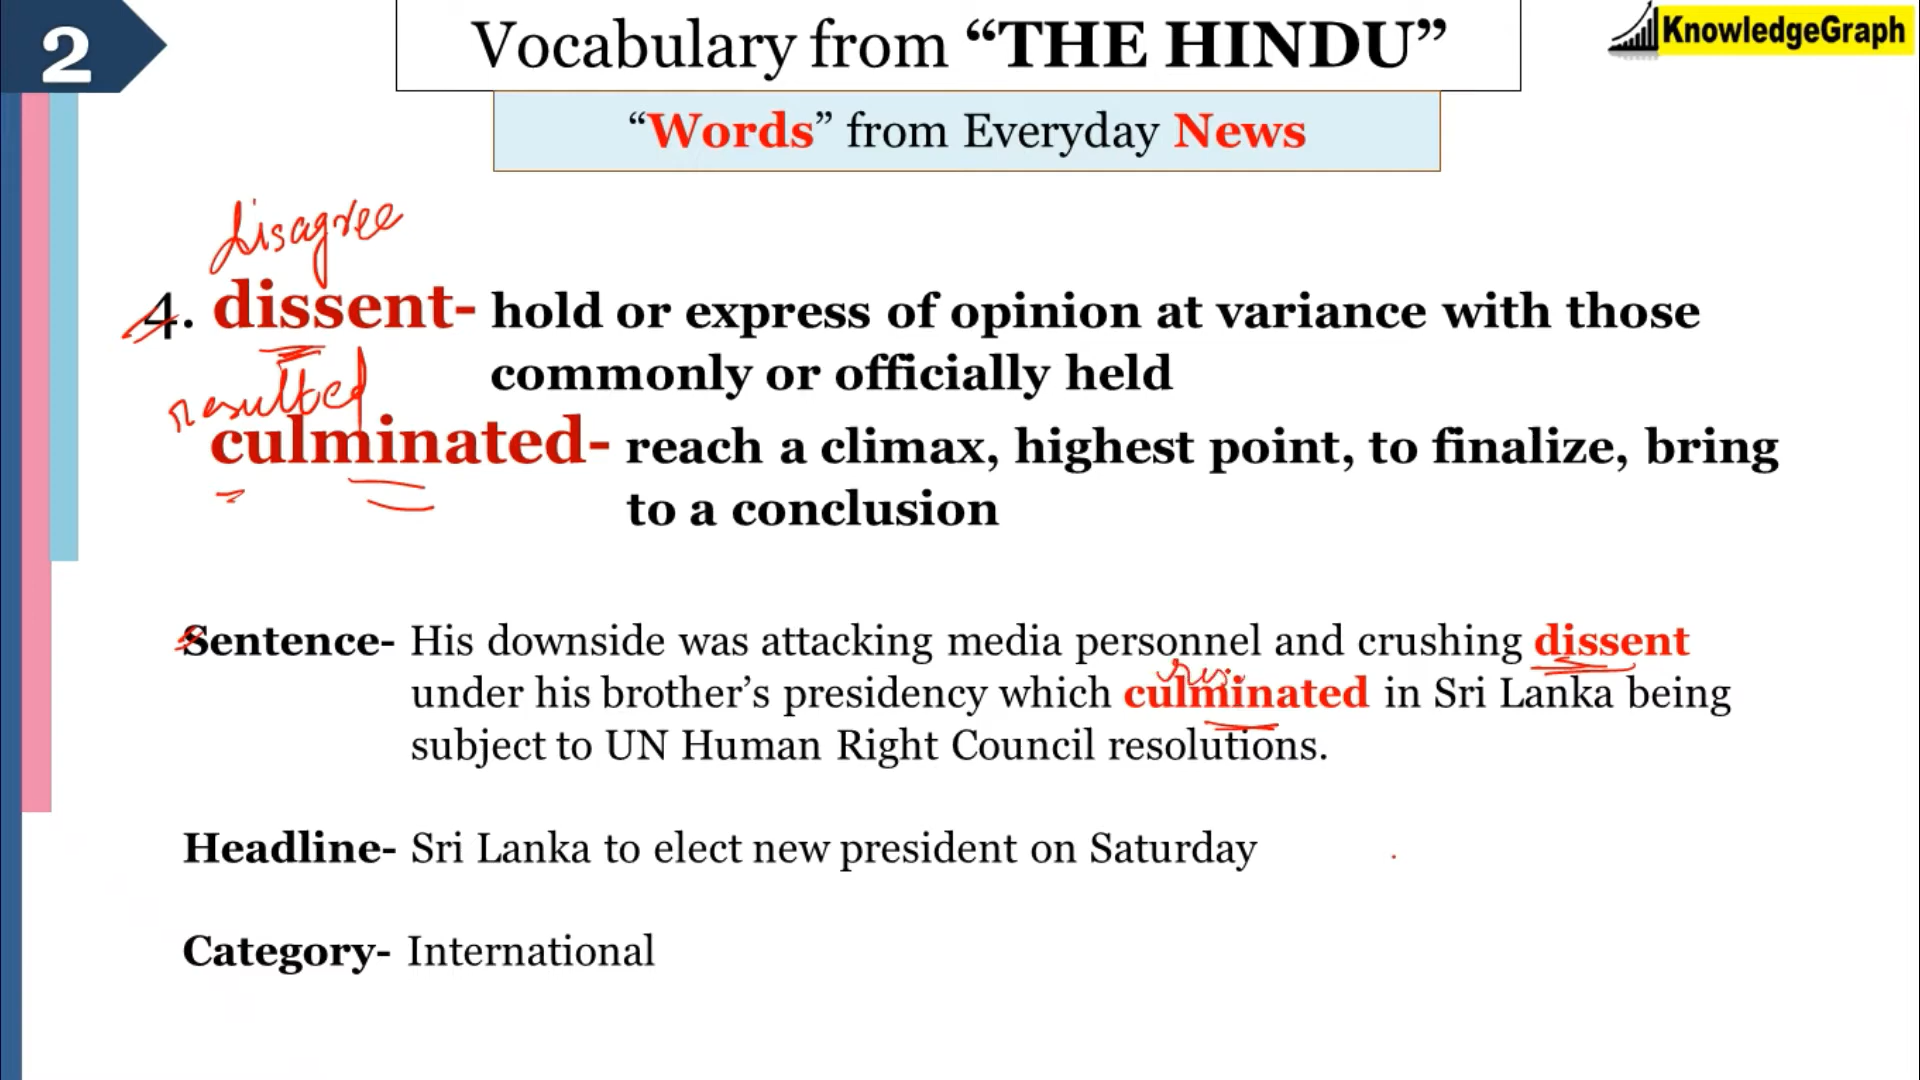 2
Vocabulary from “THE HINDU”
KnowledgeGraph
“Words” from Everyday News
disagree
4. dissent- hold or express of opinion at variance with those
commonly or officially held
resulted
culminated- reach a climax, highest point, to finalize, bring
to a conclusion
Sentence- His downside was attacking media personnel and crushing dissent
under his brother’s presidency which culminated in Sri Lanka being
subject to UN Human Right Council resolutions.
Headline- Sri Lanka to elect new president on Saturday
Category- International